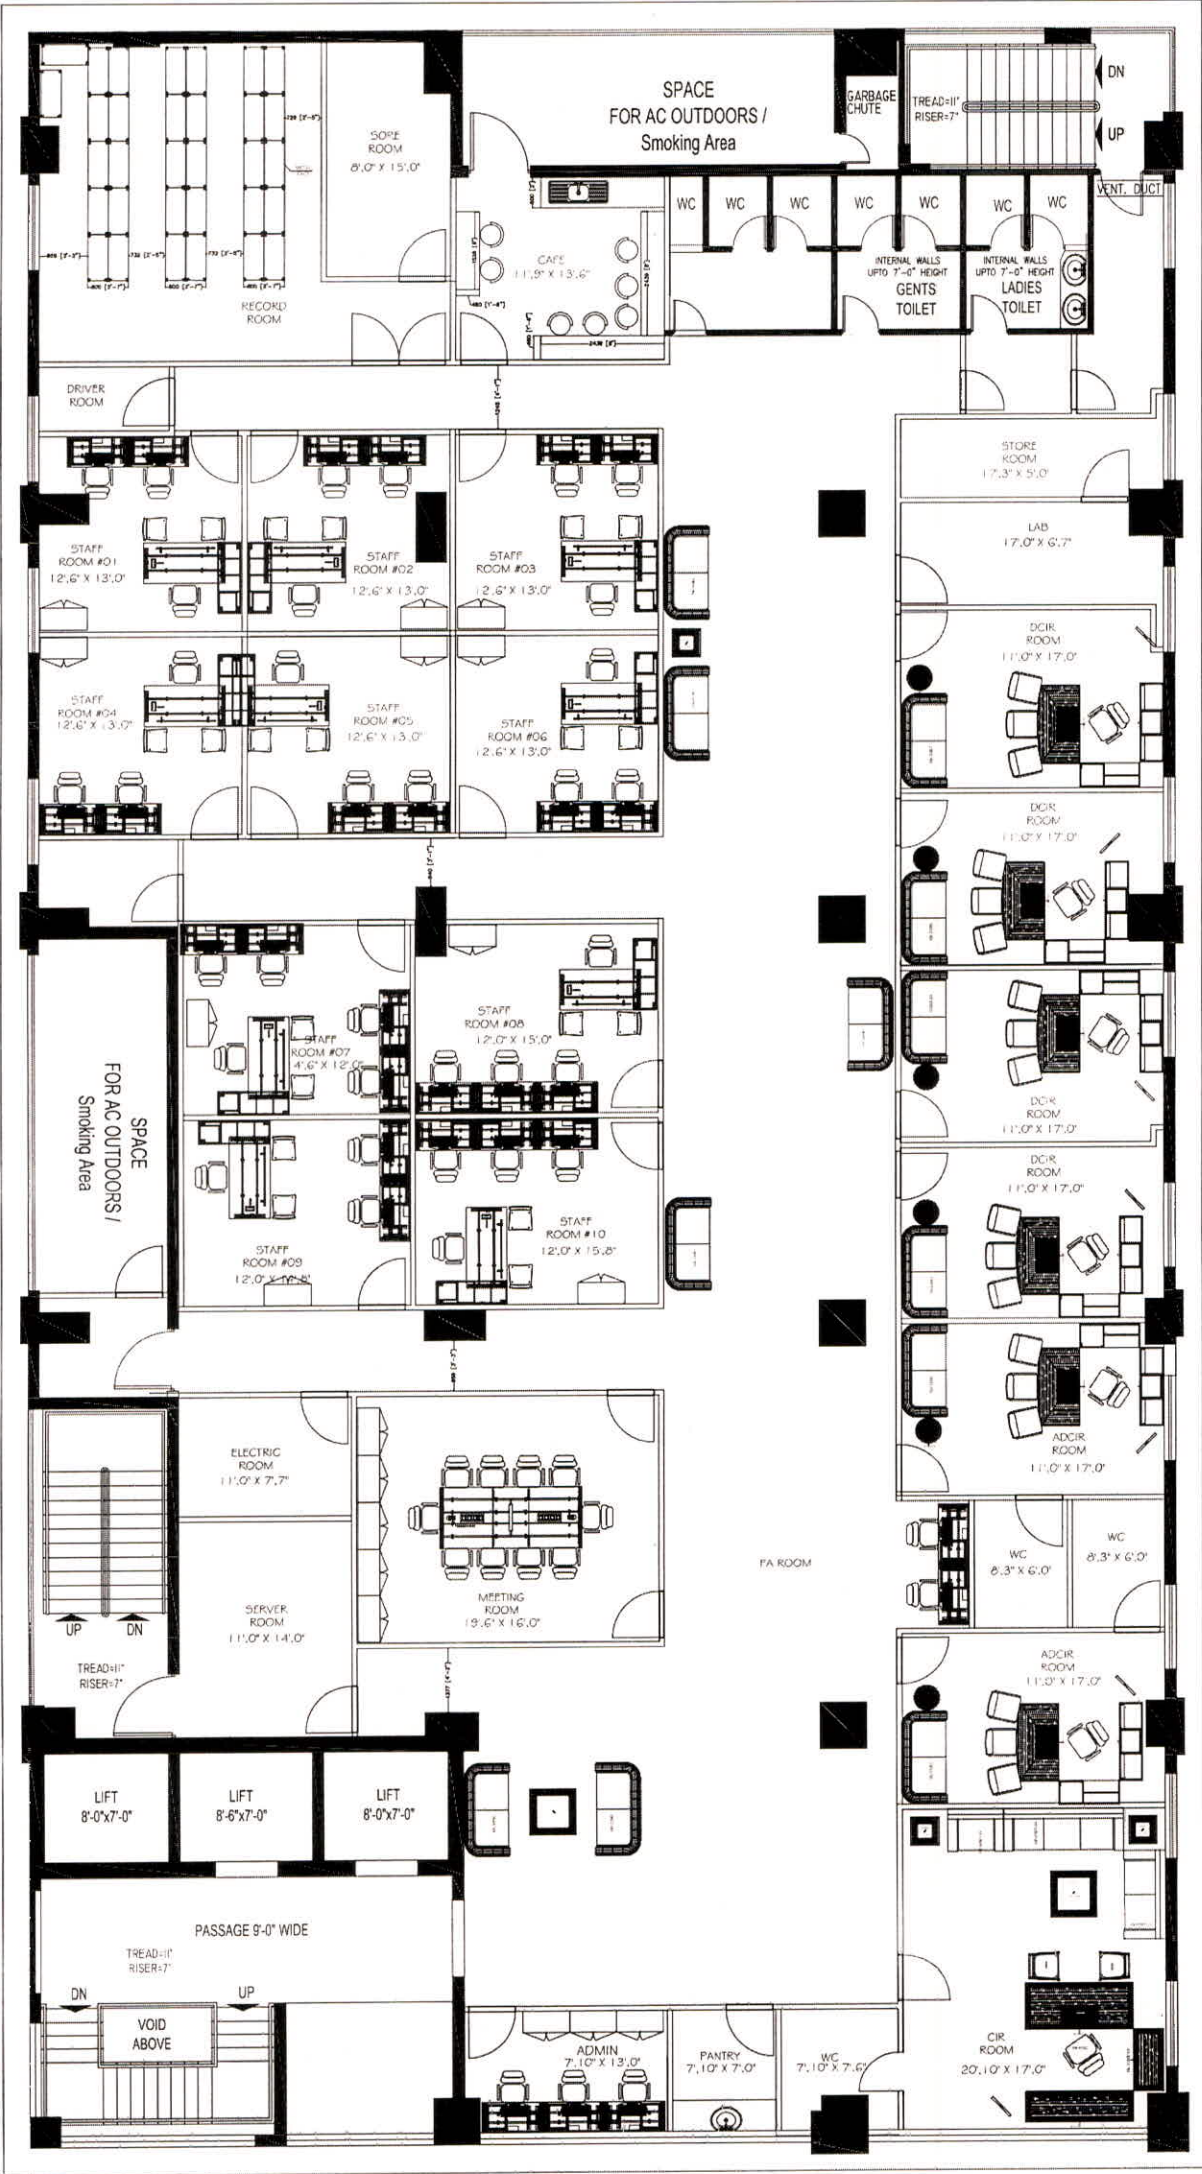 SPACE
FOR AC OUTDOORS /
Smoking Area
GARBAGE
CHUTE
TREAD=11"
RISER=7"
DN
UP
VENT. DUCT
SORE
ROOM
8',0" X 15',0"
RECORD
ROOM
CAFE
11',9" X 13',6"
WC
WC
WC
WC
WC
WC
WC
INTERNAL WALLS
UPTO 7'-0" HEIGHT
GENTS
TOILET
INTERNAL WALLS
UPTO 7'-0" HEIGHT
LADIES
TOILET
DRIVER
ROOM
STORE
ROOM
17',3" X 5',0"
LAB
17',0" X 6',7"
STAFF
ROOM #01
12',6" X 13',0"
STAFF
ROOM #02
12',6" X 13',0"
STAFF
ROOM #03
12',6" X 13',0"
STAFF
ROOM #04
12',6" X 13',0"
STAFF
ROOM #05
12',6" X 13',0"
STAFF
ROOM #06
12',6" X 13',0"
DCIR
ROOM
11',0" X 17',0"
DCIR
ROOM
11',0" X 17',0"
DCIR
ROOM
11',0" X 17',0"
DCIR
ROOM
11',0" X 17',0"
SPACE
FOR AC OUTDOORS /
Smoking Area
STAFF
ROOM #07
4',6" X 12',0"
STAFF
ROOM #08
12',0" X 15',0"
STAFF
ROOM #09
12',0" X
STAFF
ROOM #10
12',0" X 15',8"
ADCIR
ROOM
11',0" X 17',0"
ELECTRIC
ROOM
11',0" X 7',7"
SERVER
ROOM
11',0" X 14',0"
MEETING
ROOM
19',6" X 16',0"
PA ROOM
WC
8',3" X 6',0"
WC
8',3" X 6',0"
UP
DN
TREAD=11"
RISER=7"
ADCIR
ROOM
11',0" X 17',0"
LIFT
8'-0"x7'-0"
LIFT
8'-6"x7'-0"
LIFT
8'-0"x7'-0"
PASSAGE 9'-0" WIDE
TREAD=11"
RISER=7"
DN
UP
VOID
ABOVE
ADMIN
7',10" X 13',0"
PANTRY
7',10" X 7',0"
WC
7',10" X 7',6"
CIR
ROOM
20',10" X 17',0"